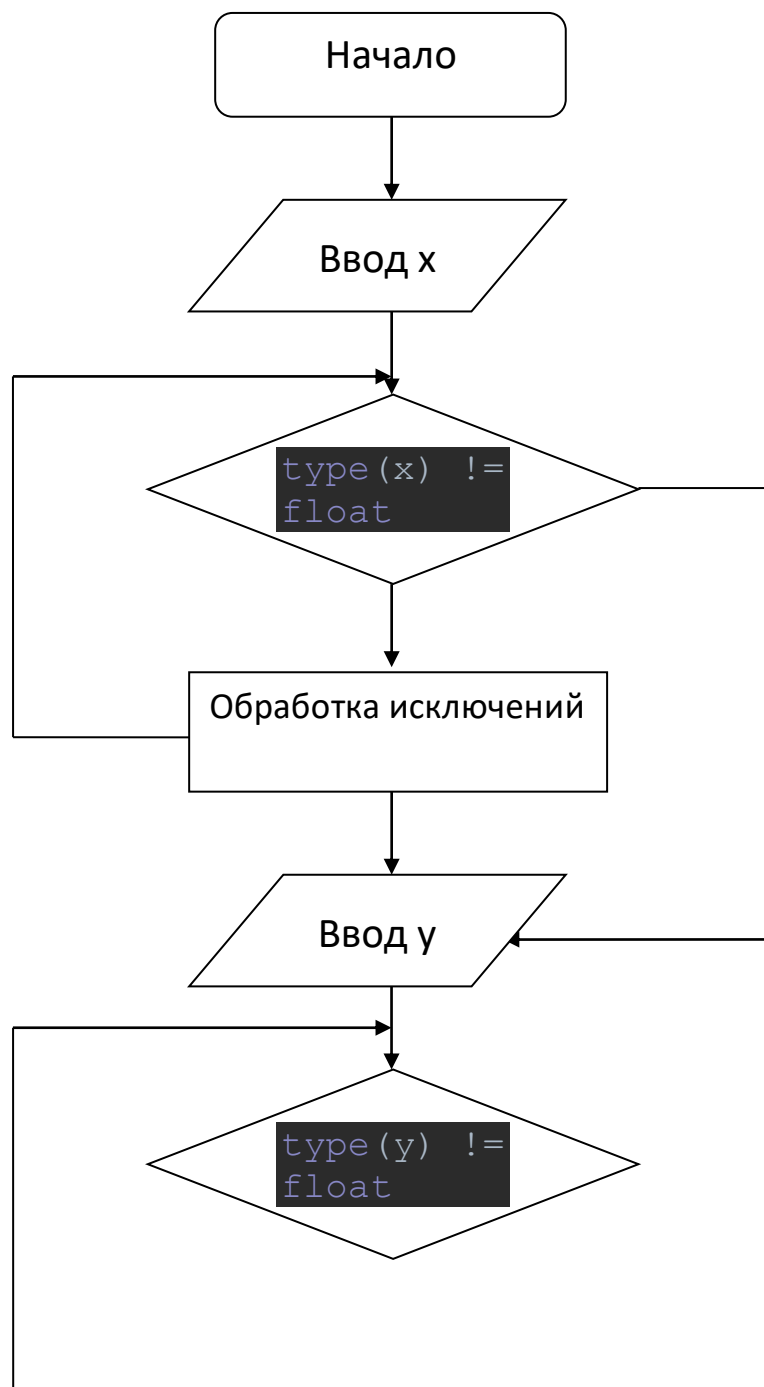 Начало
Ввод x
type(x) !=
float
Обработка исключений
Ввод y
type(y) !=
float